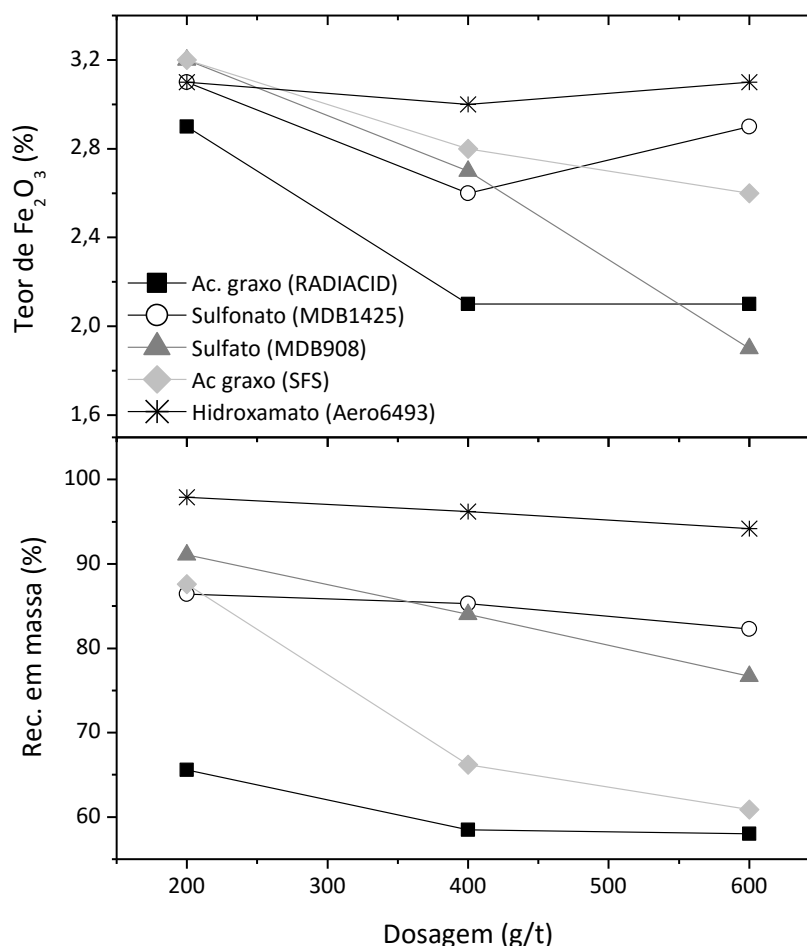 3,2
2,8
2,4
2,0
1,6
Teor de Fe2O3 (%)
Ac. graxo (RADIACID)
Sulfonato (MDB1425)
Sulfato (MDB908)
Ac graxo (SFS)
Hidroxamato (Aero6493)
100
90
80
70
60
Rec. em massa (%)
200 300 400 500 600
Dosagem (g/t)